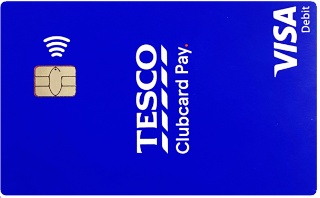 TESCO
Clubcard Pay.
VISA
Debit